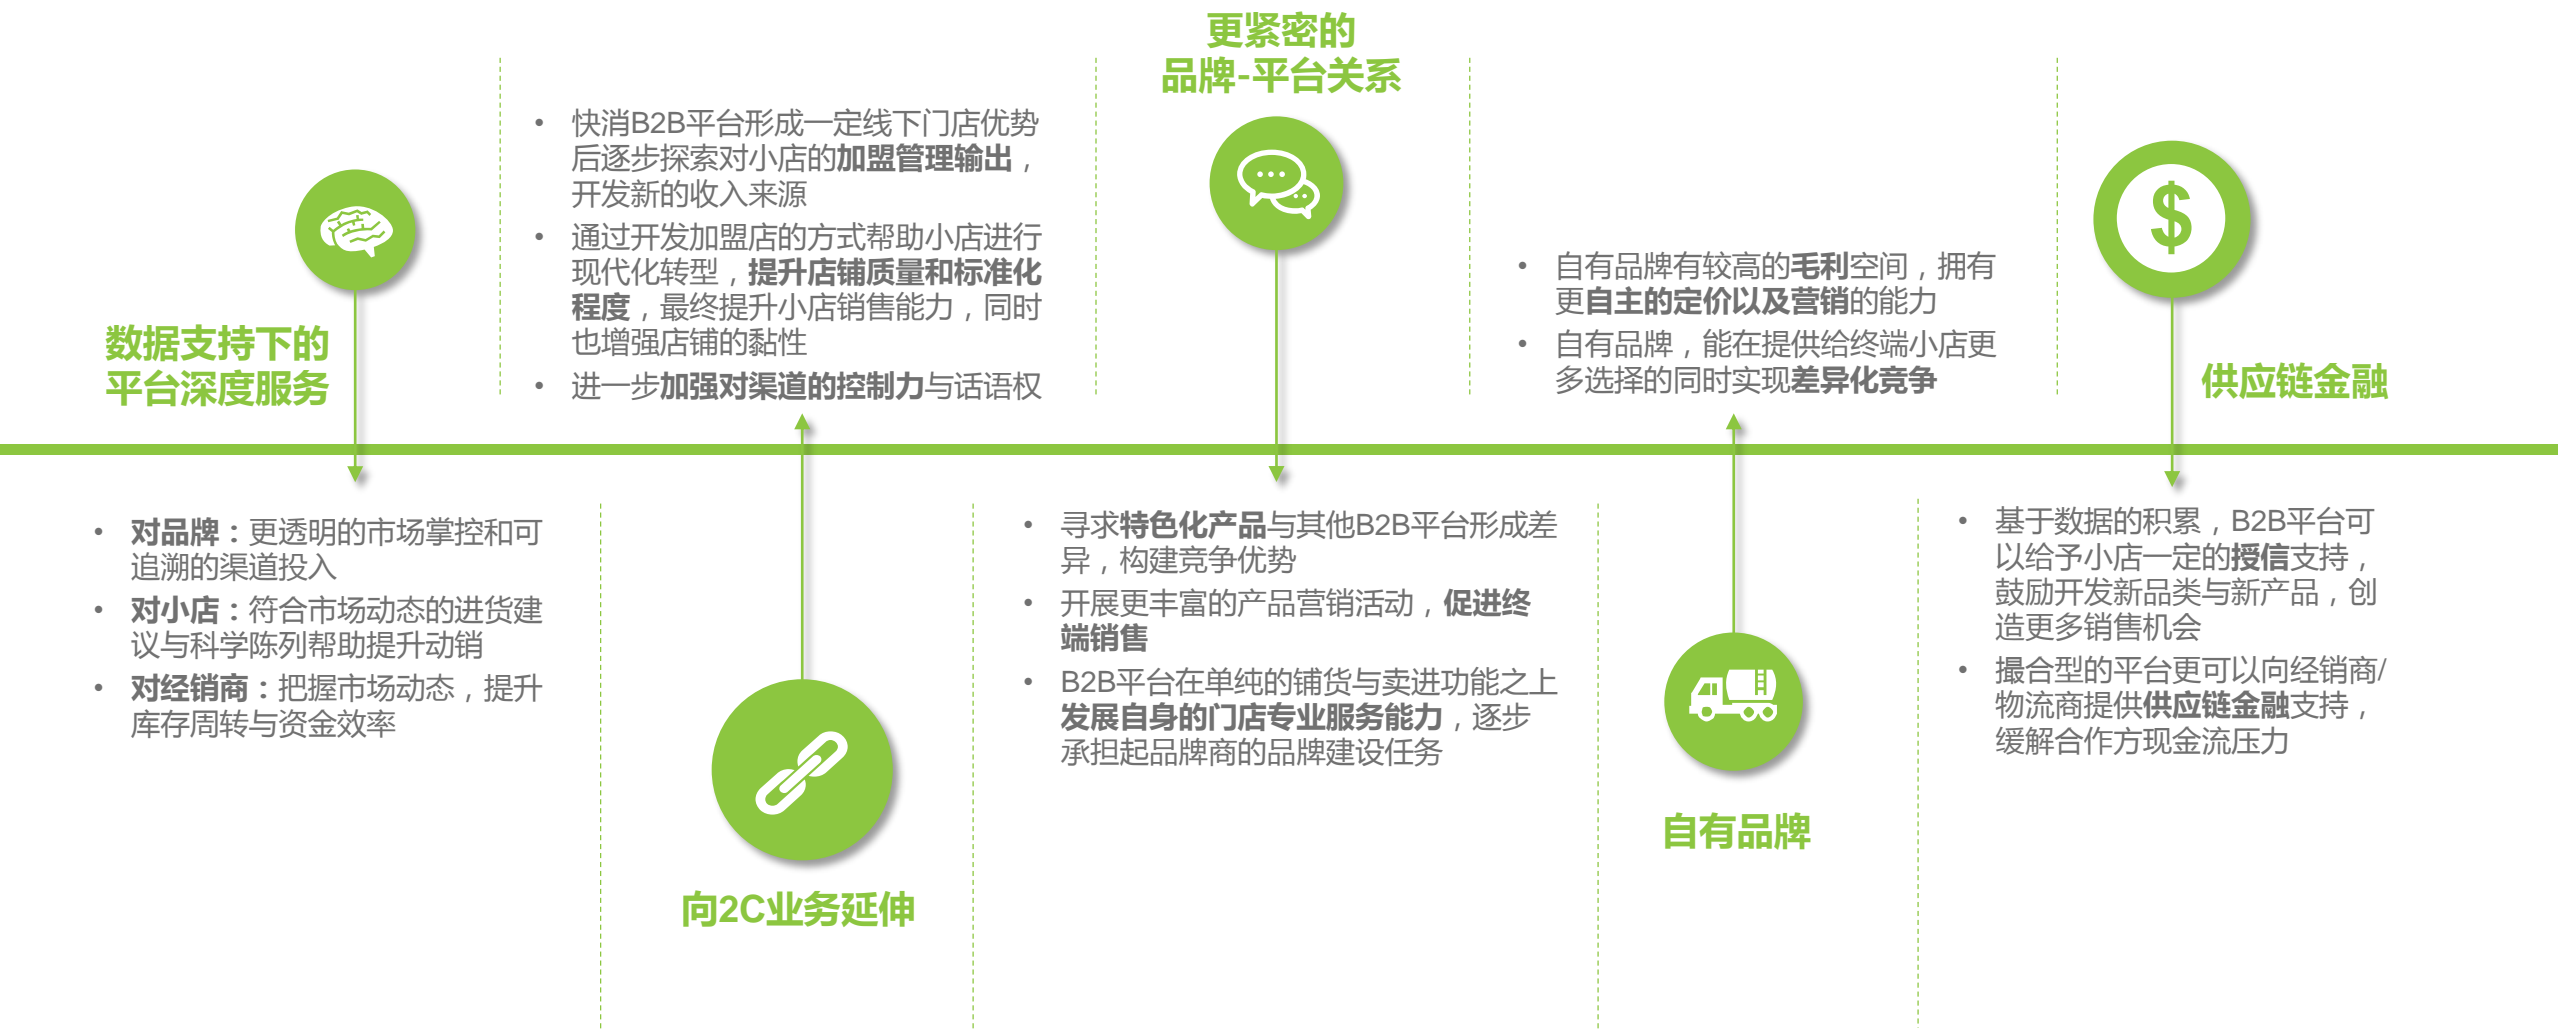 数据支持下的
平台深度服务
• 对品牌：更透明的市场掌控和可
追溯的渠道投入
• 对小店：符合市场动态的进货建
议与科学陈列帮助提升动销
• 对经销商：把握市场动态，提升
库存周转与资金效率
• 快消B2B平台形成一定线下门店优势
后逐步探索对小店的加盟管理输出，
开发新的收入来源
• 通过开发加盟店的方式帮助小店进行
现代化转型，提升店铺质量和标准化
程度，最终提升小店销售能力，同时
也增强店铺的黏性
• 进一步加强对渠道的控制力与话语权
向2C业务延伸
更紧密的
品牌-平台关系
• 寻求特色化产品与其他B2B平台形成差
异，构建竞争优势
• 开展更丰富的产品营销活动，促进终
端销售
• B2B平台在单纯的铺货与卖进功能之上
发展自身的门店专业服务能力，逐步
承担起品牌商的品牌建设任务
• 自有品牌有较高的毛利空间，拥有
更自主的定价以及营销的能力
• 自有品牌，能在提供给终端小店更
多选择的同时实现差异化竞争
自有品牌
$
供应链金融
• 基于数据的积累，B2B平台可
以给予小店一定的授信支持，
鼓励开发新品类与新产品，创
造更多销售机会
• 撮合型的平台更可以向经销商/
物流商提供供应链金融支持，
缓解合作方现金流压力